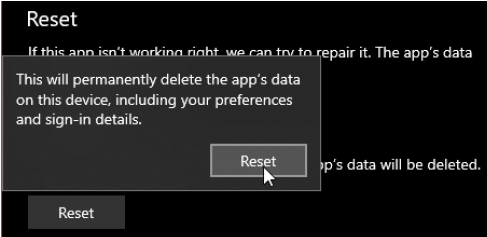 Reset
If this app isn't working right, we can try to repair it. The app's data
This will permanently delete the app's data
on this device, including your preferences
and sign-in details.
Reset
pp's data will be deleted.
Reset